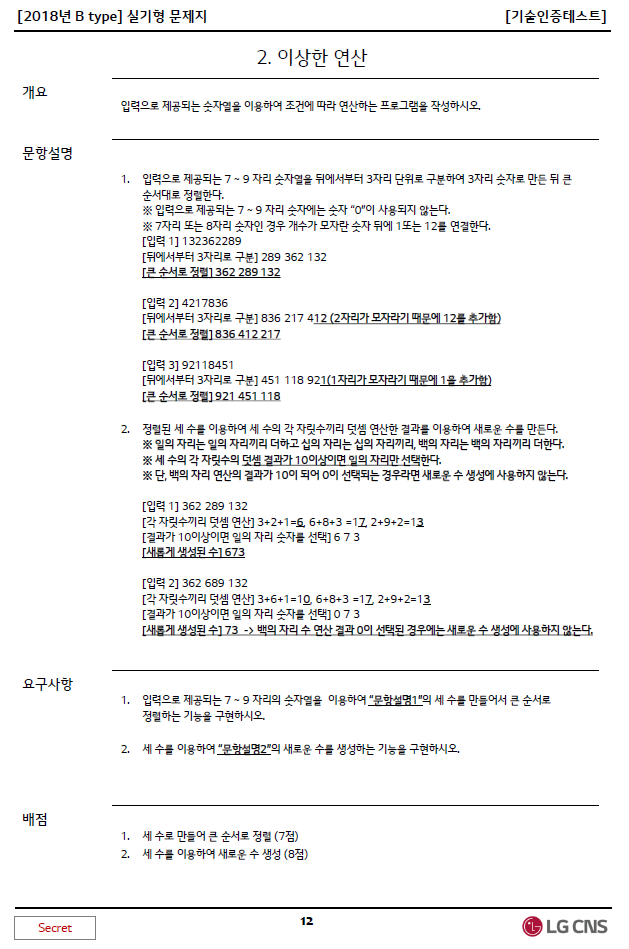 [2018년 B type] 실기형 문제지
[기술인증테스트]
2. 이상한 연산
개요
입력으로 제공되는 숫자열을 이용하여 조건에 따라 연산하는 프로그램을 작성하시오.
문항설명
1. 입력으로 제공되는 7 ~ 9 자리 숫자열을 뒤에서부터 3자리 단위로 구분하여 3자리 숫자로 만든 뒤 큰
순서대로 정렬한다.
※ 입력으로 제공되는 7 ~ 9 자리 숫자에는 숫자 “0”이 사용되지 않는다.
※ 7자리 또는 8자리 숫자인 경우 개수가 모자란 숫자 뒤에 1또는 12를 연결한다.
[입력 1] 132362289
[뒤에서부터 3자리로 구분] 289 362 132
[큰 순서로 정렬] 362 289 132
[입력 2] 4217836
[뒤에서부터 3자리로 구분] 836 217 412 (2자리가 모자라기 때문에 12를 추가함)
[큰 순서로 정렬] 836 412 217
[입력 3] 92118451
[뒤에서부터 3자리로 구분] 451 118 921(1자리가 모자라기 때문에 1을 추가함)
[큰 순서로 정렬] 921 451 118
2. 정렬된 세 수를 이용하여 세 수의 각 자릿수끼리 덧셈 연산한 결과를 이용하여 새로운 수를 만든다.
※ 일의 자리는 일의 자리끼리 더하고 십의 자리는 십의 자리끼리, 백의 자리는 백의 자리끼리 더한다.
※ 세 수의 각 자릿수의 덧셈 결과가 10이상이면 일의 자리만 선택한다.
※ 단, 백의 자리 연산의 결과가 10이 되어 0이 선택되는 경우라면 새로운 수 생성에 사용하지 않는다.
[입력 1] 362 289 132
[각 자릿수끼리 덧셈 연산] 3+2+1=6, 6+8+3 =17, 2+9+2=13
[결과가 10이상이면 일의 자리 숫자를 선택] 6 7 3
[새롭게 생성된 수] 673
[입력 2] 362 689 132
[각 자릿수끼리 덧셈 연산] 3+6+1=10, 6+8+3 =17, 2+9+2=13
[결과가 10이상이면 일의 자리 숫자를 선택] 0 7 3
[새롭게 생성된 수] 73 -> 백의 자리 수 연산 결과 0이 선택된 경우에는 새로운 수 생성에 사용하지 않는다.
요구사항
1. 입력으로 제공되는 7 ~ 9 자리의 숫자열을 이용하여 “문항설명1”의 세 수를 만들어서 큰 순서로
정렬하는 기능을 구현하시오.
2. 세 수를 이용하여 “문항설명2”의 새로운 수를 생성하는 기능을 구현하시오.
배점
1. 세 수로 만들어 큰 순서로 정렬 (7점)
2. 세 수를 이용하여 새로운 수 생성 (8점)
Secret
12
LG CNS